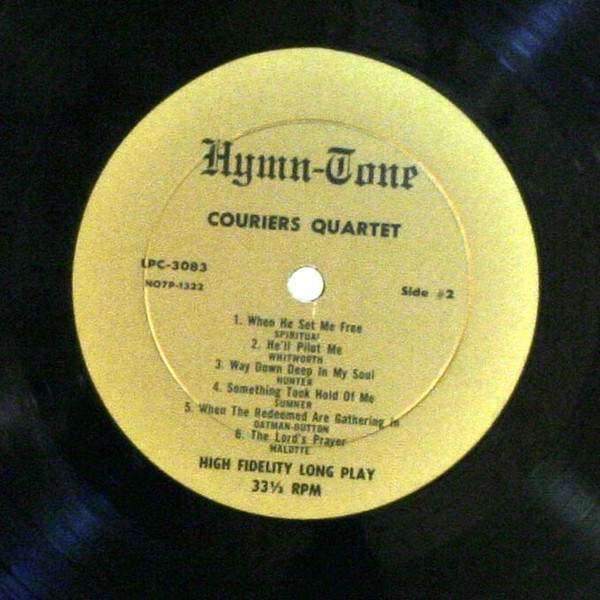 Hymn-Tone
COURIERS QUARTET
LPC-3083
NO7P-1322
Side #2
1. When He Set Me Free
SPIRITUAL
2. He'll Pilot Me
WHITWORTH
3. Way Down Deep In My Soul
HUNTER
4. Something Took Hold Of Me
SUMNER
5. When The Redeemed Are Gathering In
OATMAN-DUTTON
6. The Lord's Prayer
MALOTTE
HIGH FIDELITY LONG PLAY
33⅓ RPM